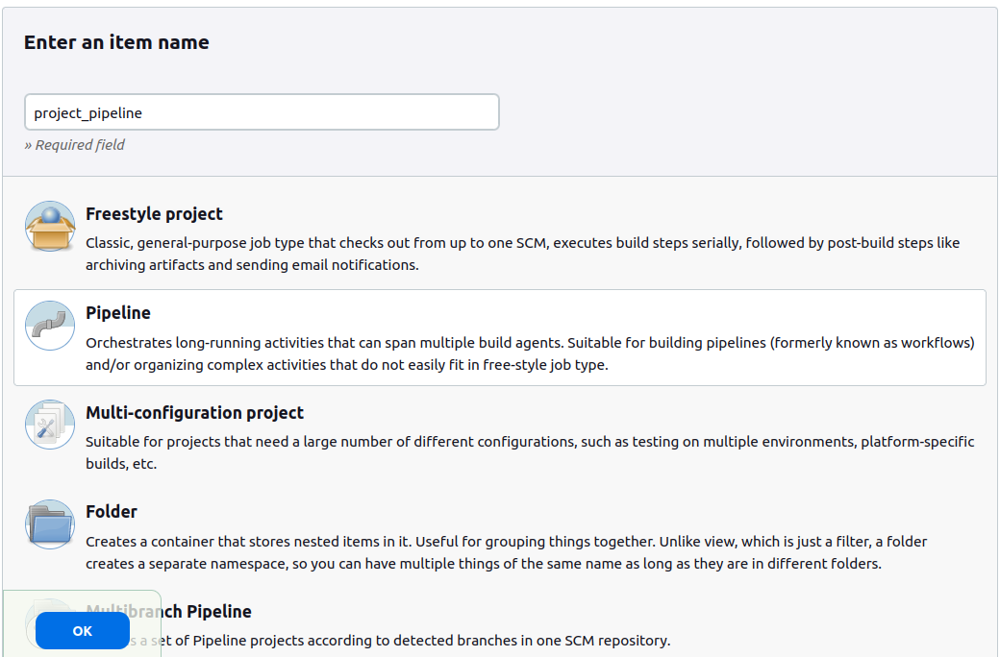 Enter an item name
project_pipeline
» Required field
Freestyle project
Classic, general-purpose job type that checks out from up to one SCM, executes build steps serially, followed by post-build steps like
archiving artifacts and sending email notifications.
Pipeline
Orchestrates long-running activities that can span multiple build agents. Suitable for building pipelines (formerly known as workflows)
and/or organizing complex activities that do not easily fit in free-style job type.
Multi-configuration project
Suitable for projects that need a large number of different configurations, such as testing on multiple environments, platform-specific
builds, etc.
Folder
Creates a container that stores nested items in it. Useful for grouping things together. Unlike view, which is just a filter, a folder
creates a separate namespace, so you can have multiple things of the same name as long as they are in different folders.
Multibranch Pipeline
a set of Pipeline projects according to detected branches in one SCM repository.
OK